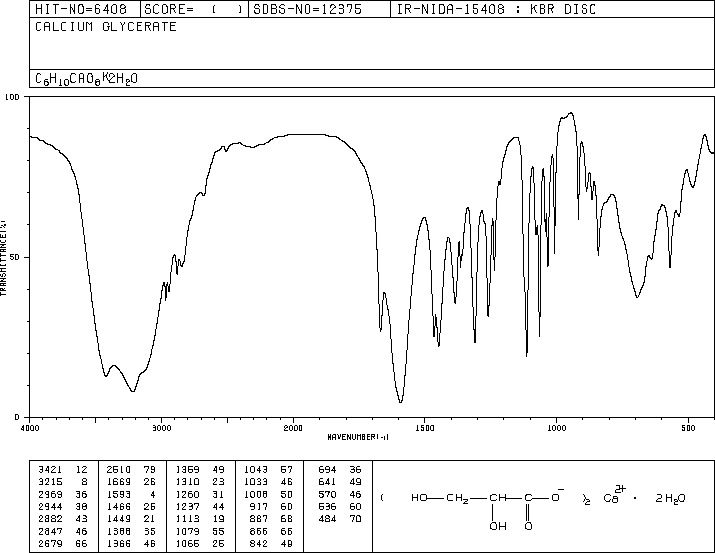 HIT-NO=6408 SCORE= ( ) SDBS-NO=12375 IR-NIDA-15408 : KBR DISC
CALCIUM GLYCERATE
C6H10CAO8K2H2O
100
50
0
TRANSMITTANCE(%)
4000 3000 2000 1500 1000 500
WAVENUMBER(-1)
3421 12 2510 79 1369 49 1043 57 694 36
3215 8 1669 26 1310 23 1033 46 641 49
2969 36 1593 4 1260 31 1008 50 570 46
2944 38 1466 25 1237 44 917 60 536 60
2882 43 1449 21 1113 19 887 68 484 70
2847 46 1388 35 1079 55 866 66
2679 66 1366 46 1065 25 842 49
( HO CH2 CH C O− )2 Ca2+ · 2H2O
OH O